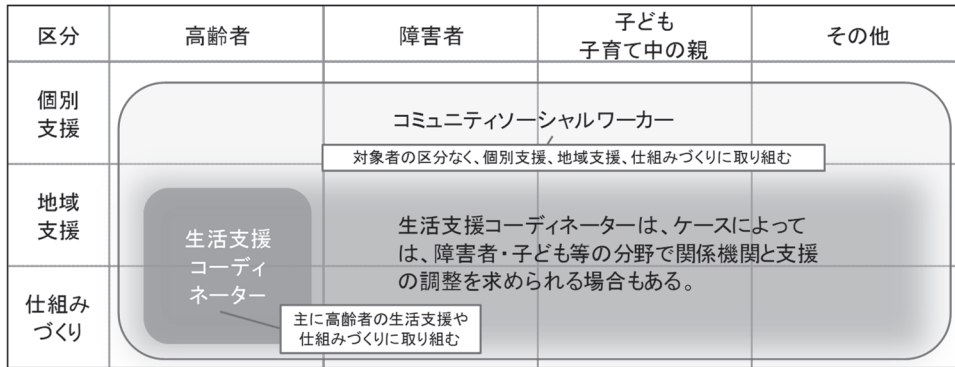 区分
高齢者
障害者
子ども
子育て中の親
その他
個別
支援
コミュニティソーシャルワーカー
対象者の区分なく、個別支援、地域支援、仕組みづくりに取り組む
地域
支援
生活支援
コーディ
ネーター
生活支援コーディネーターは、ケースによって
は、障害者・子ども等の分野で関係機関と支援
の調整を求められる場合もある。
仕組み
づくり
主に高齢者の生活支援や
仕組みづくりに取り組む